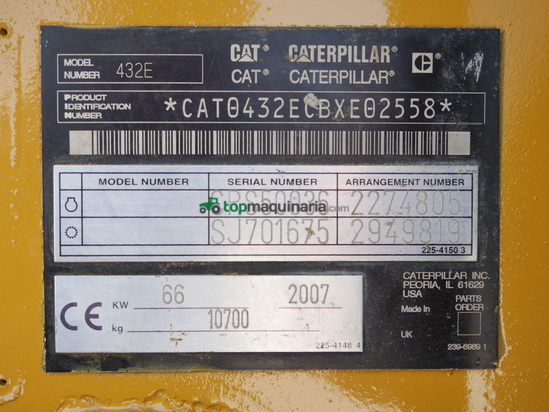 CAT CATERPILLAR C
MODEL NUMBER 432E
CAT CATERPILLAR C
PRODUCT IDENTIFICATION NUMBER *CAT0432ECBXE02558*
MODEL NUMBER SERIAL NUMBER ARRANGEMENT NUMBER
2274805
topmaquinaria.com
SJ701675 2949819
225-4150 3
CATERPILLAR INC.
PEORIA, IL 61629
USA
CE KW 66 2007
kg 10700
225-4148 4
Made In PARTS ORDER
UK
239-6989 1